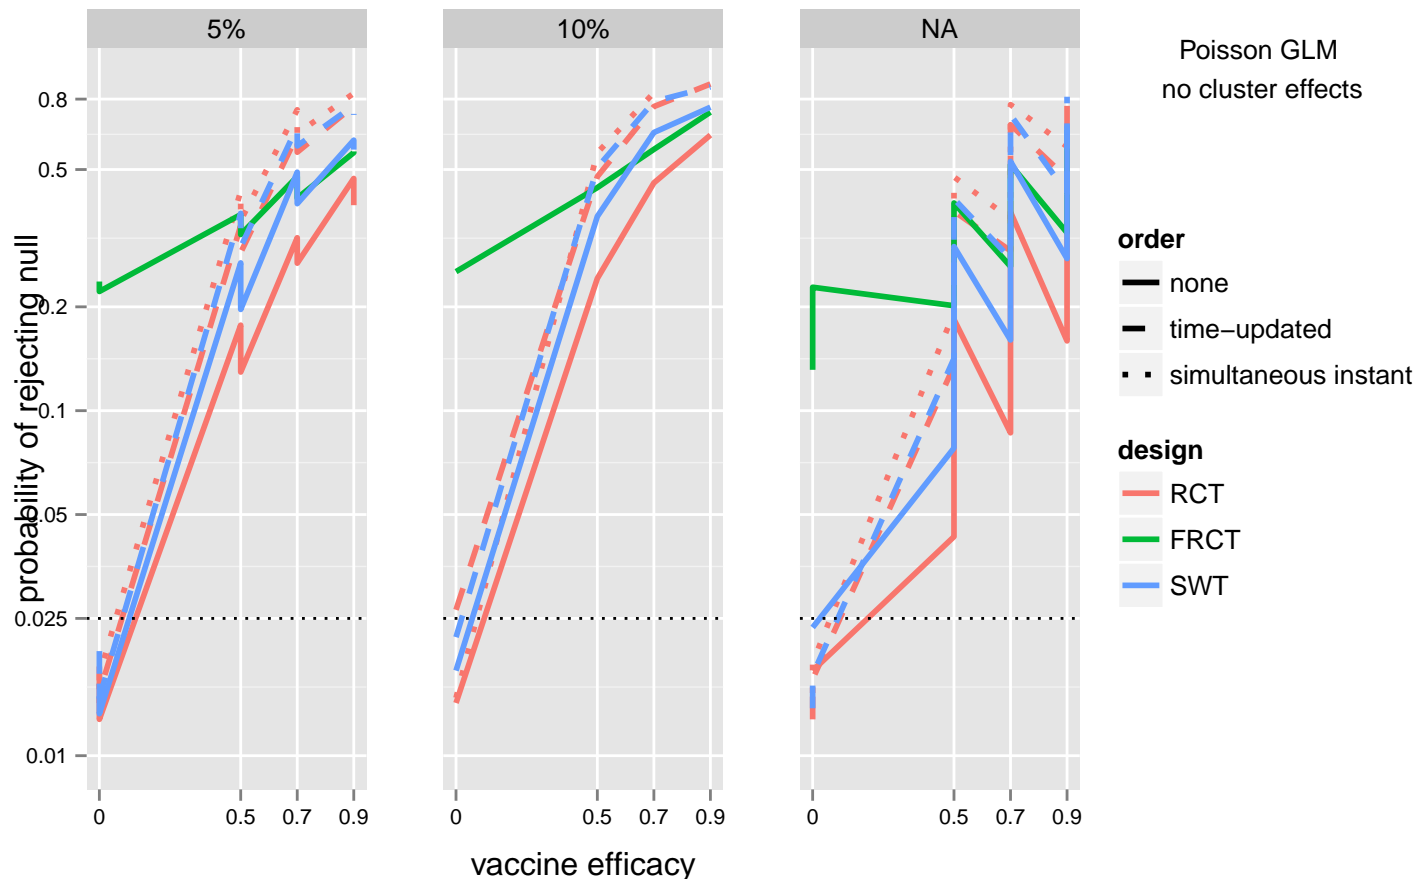 5%
10%
NA
Poisson GLM
no cluster effects
probability of rejecting null
0.8
0.5
0.2
0.1
0.05
0.025
0.01
0 0.5 0.7 0.9
0 0.5 0.7 0.9
0 0.5 0.7 0.9
vaccine efficacy
order
none
time−updated
simultaneous instant
design
RCT
FRCT
SWT